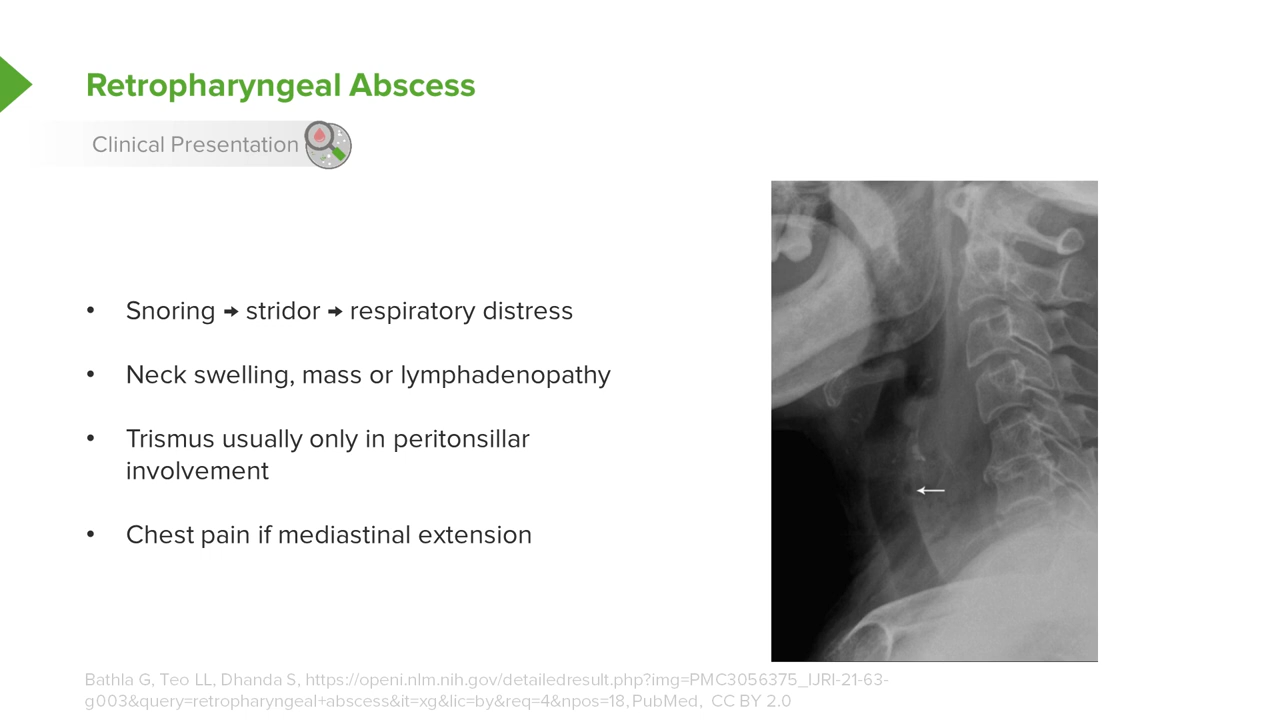 Retropharyngeal Abscess
Clinical Presentation
• Snoring → stridor → respiratory distress
• Neck swelling, mass or lymphadenopathy
• Trismus usually only in peritonsillar
involvement
• Chest pain if mediastinal extension
Bathla G, Teo LL, Dhanda S, https://openi.nlm.nih.gov/detailedresult.php?img=PMC3056375_IJRI-21-63-
g003&query=retropharyngeal+abscess&it=xg&lic=by&req=4&npos=18, PubMed, CC BY 2.0